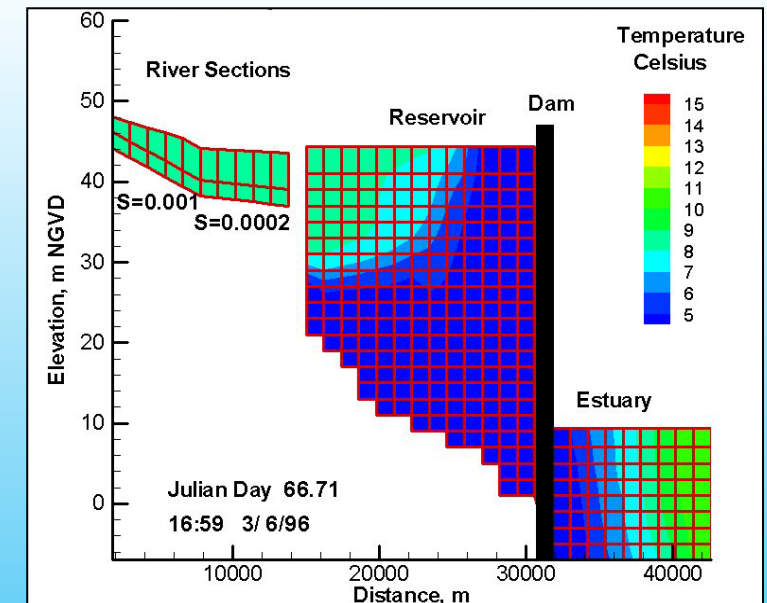 60
50
40
30
20
10
0
Elevation, m NGVD
River Sections
S=0.001
S=0.0002
Reservoir
Dam
Temperature
Celsius
15
14
13
12
11
10
9
8
7
6
5
Estuary
Julian Day 66.71
16:59 3/ 6/96
10000 20000 30000 40000
Distance, m